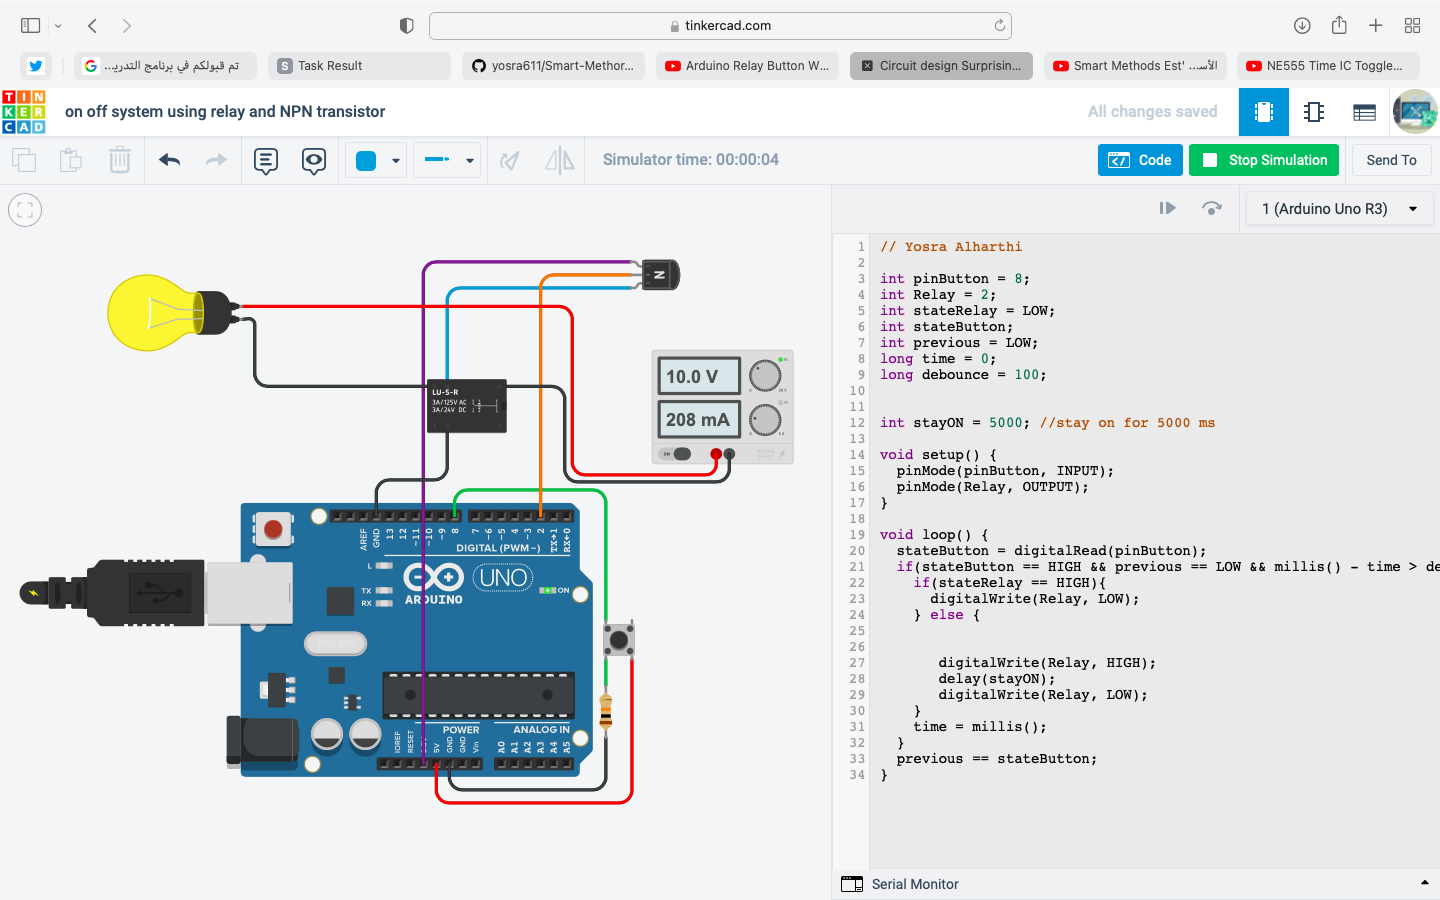 tinkercad.com
تم قبولكم في برنامج التدريـ...
S Task Result
yosra611/Smart-Methor...
Arduino Relay Button W...
Circuit design Surprisin...
Smart Methods Est' ...الأسـ
NE555 Time IC Toggle...
TIN
KER
CAD
on off system using relay and NPN transistor
All changes saved
Simulator time: 00:00:04
Code
Stop Simulation
Send To
1 (Arduino Uno R3)
N
10.0 V
208 mA
ON
LU-5-R
3A/125V AC
3A/24V DC
AREF
GND
13
12
~11
~10
~9
8
7
~6
~5
4
~3
2
TX→1
RX←0
DIGITAL (PWM~)
L
TX
RX
ARDUINO
UNO
ON
POWER
ANALOG IN
IOREF
RESET
5V
GND
GND
Vin
A0
A1
A2
A3
A4
A5
1 // Yosra Alharthi
2
3 int pinButton = 8;
4 int Relay = 2;
5 int stateRelay = LOW;
6 int stateButton;
7 int previous = LOW;
8 long time = 0;
9 long debounce = 100;
10
11
12 int stayON = 5000; //stay on for 5000 ms
13
14 void setup() {
15 pinMode(pinButton, INPUT);
16 pinMode(Relay, OUTPUT);
17 }
18
19 void loop() {
20 stateButton = digitalRead(pinButton);
21 if(stateButton == HIGH && previous == LOW && millis() - time > de
22 if(stateRelay == HIGH){
23 digitalWrite(Relay, LOW);
24 } else {
25
26
27 digitalWrite(Relay, HIGH);
28 delay(stayON);
29 digitalWrite(Relay, LOW);
30 }
31 time = millis();
32 }
33 previous == stateButton;
34 }
Serial Monitor